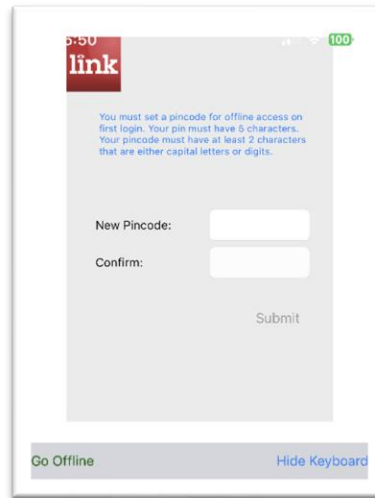 5:50
100
link
You must set a pincode for offline access on
first login. Your pin must have 5 characters.
Your pincode must have at least 2 characters
that are either capital letters or digits.
New Pincode:
Confirm:
Submit
Go Offline
Hide Keyboard